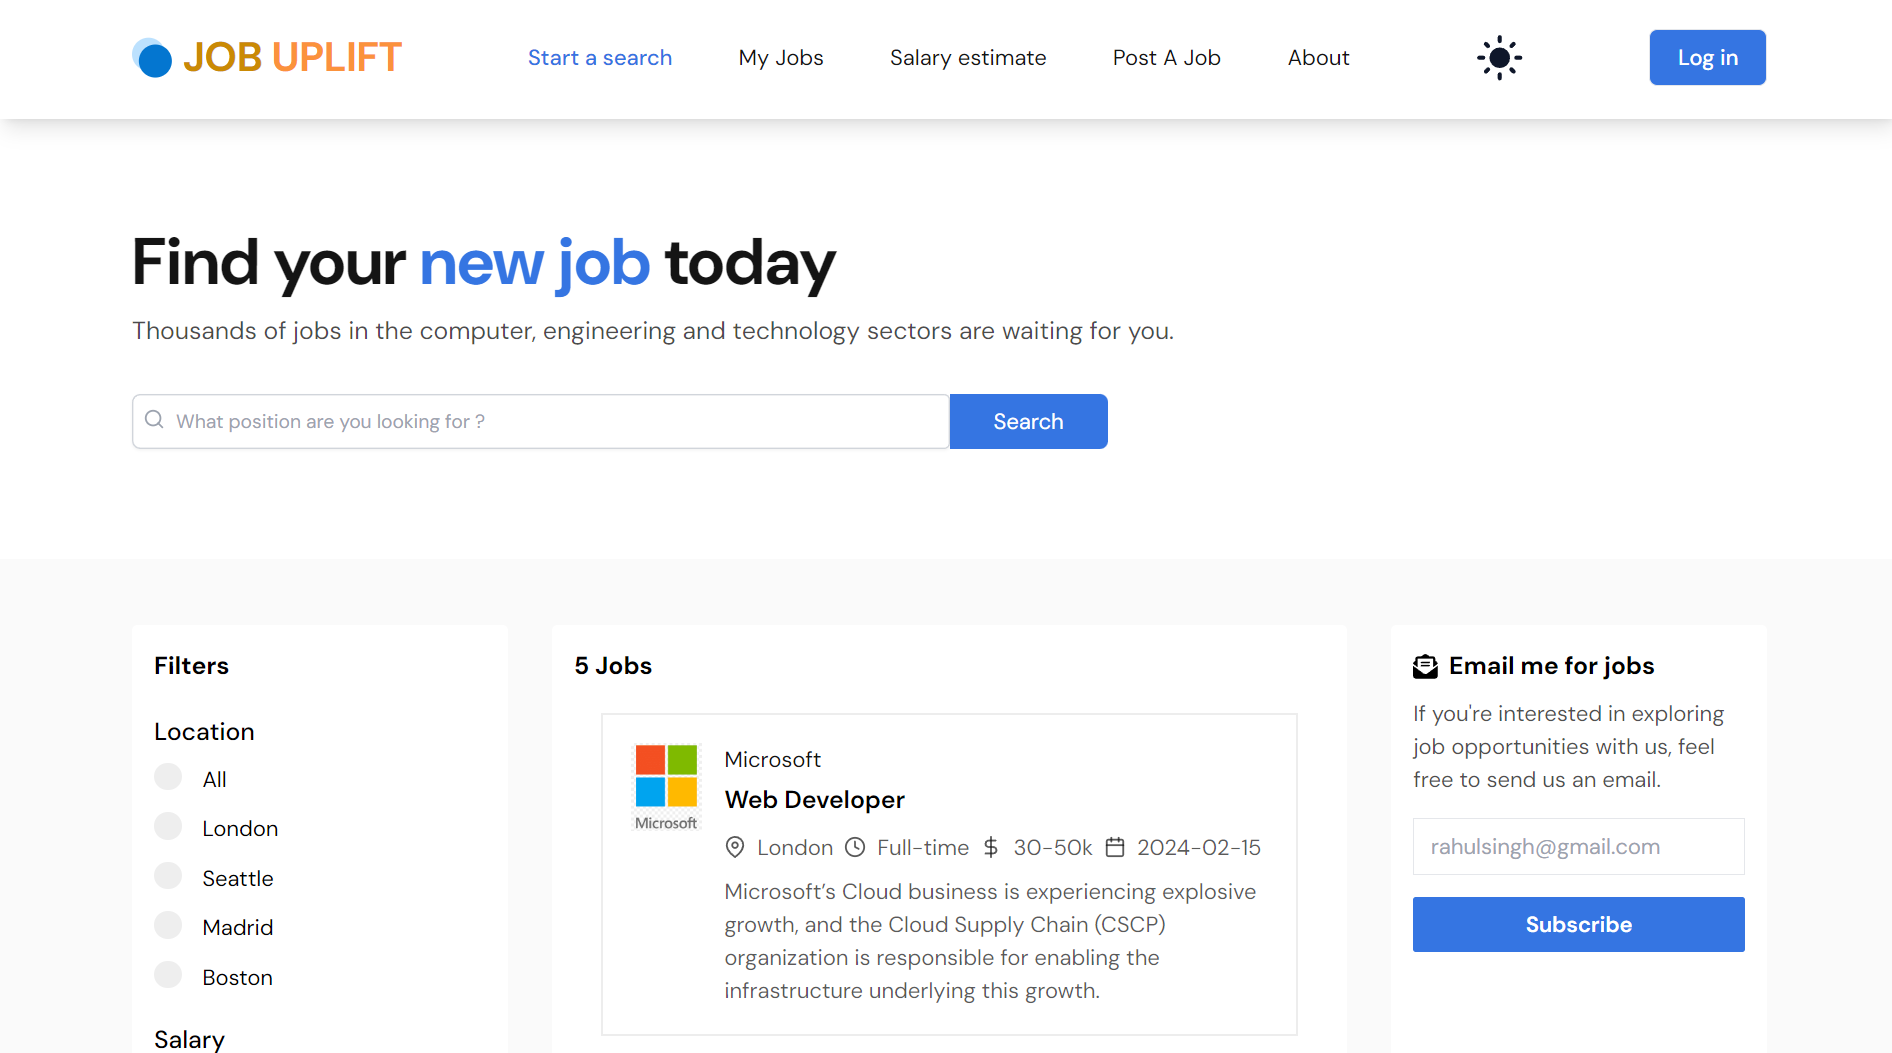 JOB UPLIFT
Start a search
My Jobs
Salary estimate
Post A Job
About
Log in
Find your new job today
Thousands of jobs in the computer, engineering and technology sectors are waiting for you.
What position are you looking for ?
Search
Filters
Location
All
London
Seattle
Madrid
Boston
Salary
5 Jobs
Microsoft
Microsoft
Web Developer
London Full-time $ 30-50k 2024-02-15
Microsoft’s Cloud business is experiencing explosive
growth, and the Cloud Supply Chain (CSCP)
organization is responsible for enabling the
infrastructure underlying this growth.
Email me for jobs
If you're interested in exploring
job opportunities with us, feel
free to send us an email.
rahulsingh@gmail.com
Subscribe